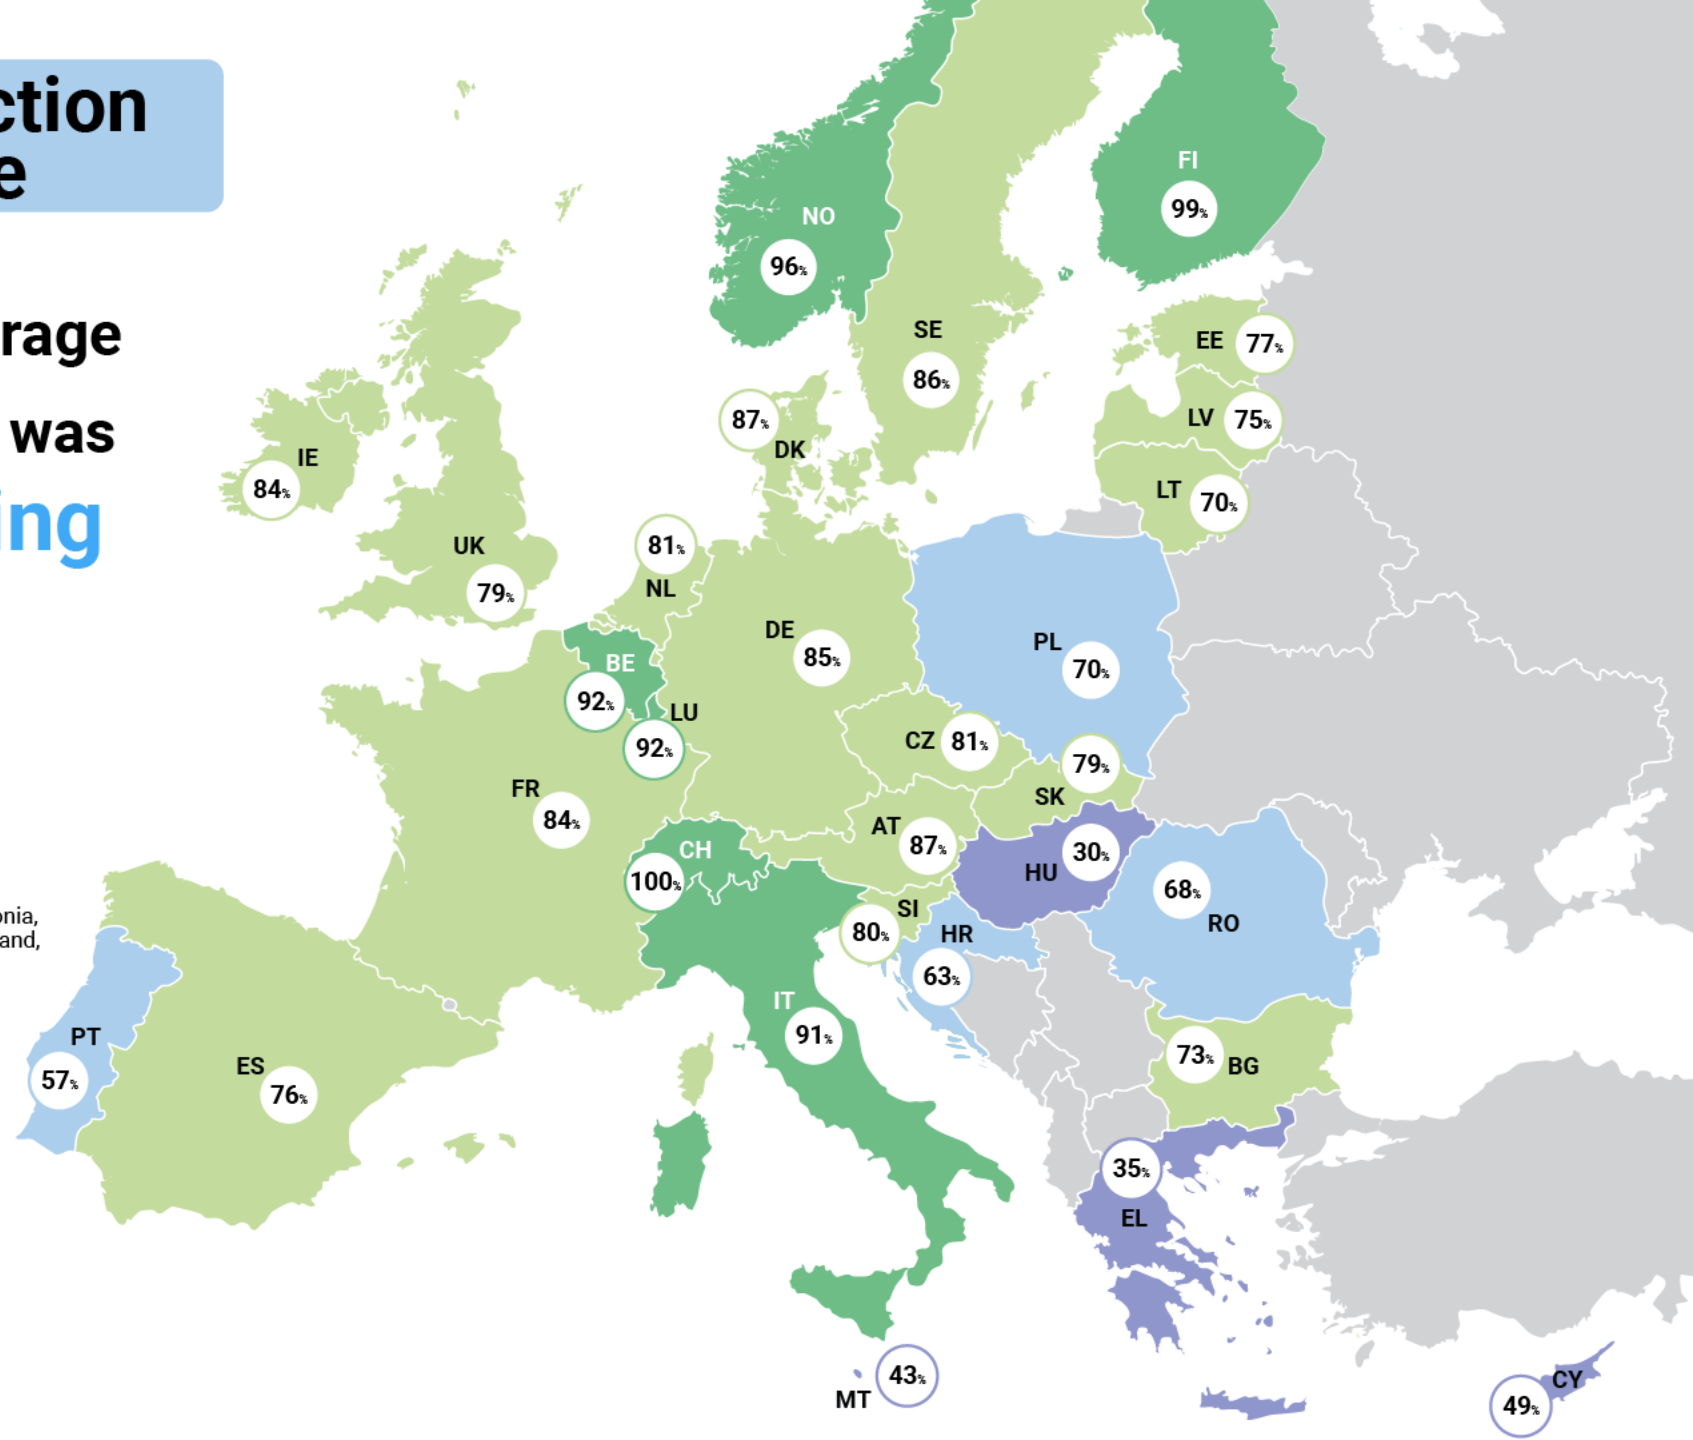 ction
e
rage
was
ing
onia,
and,
NO
96%
FI
99%
SE
86%
EE
77%
LV
75%
LT
70%
87%
DK
IE
84%
UK
79%
81%
NL
DE
85%
PL
70%
BE
92%
LU
92%
CZ
81%
79%
SK
FR
84%
AT
87%
CH
100%
HU
30%
68%
RO
SI
80%
HR
63%
IT
91%
PT
57%
ES
76%
73%
BG
35%
EL
43%
MT
CY
49%